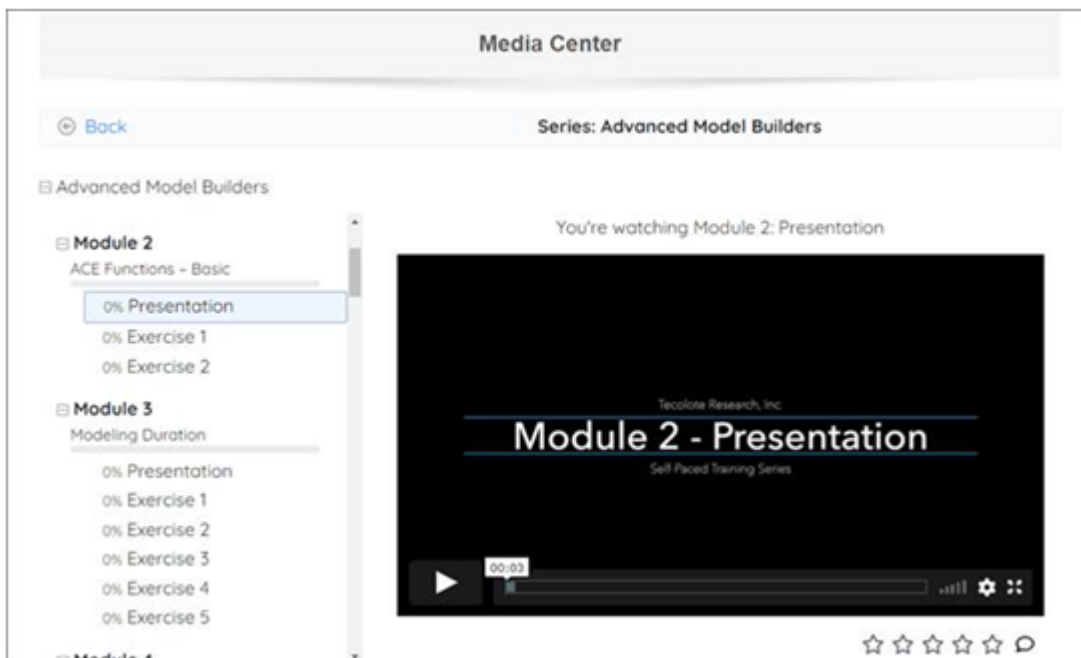 Media Center
Back
Series: Advanced Model Builders
Advanced Model Builders
Module 2
ACE Functions - Basic
0% Presentation
0% Exercise 1
0% Exercise 2
Module 3
Modeling Duration
0% Presentation
0% Exercise 1
0% Exercise 2
0% Exercise 3
0% Exercise 4
0% Exercise 5
Module 4
You're watching Module 2: Presentation
Tecolote Research, Inc.
Module 2 - Presentation
Self-Paced Training Series
00:03